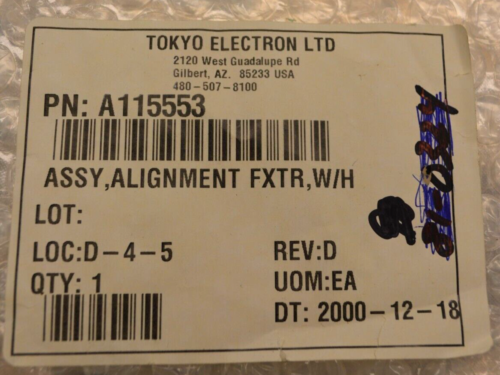 TOKYO ELECTRON LTD
2120 West Guadalupe Rd
Gilbert, AZ. 85233 USA
480-507-8100
PN: A115553
ASSY,ALIGNMENT FXTR,W/H
LOT:
LOC:D-4-5
REV:D
QTY: 1
UOM:EA
DT: 2000-12-18